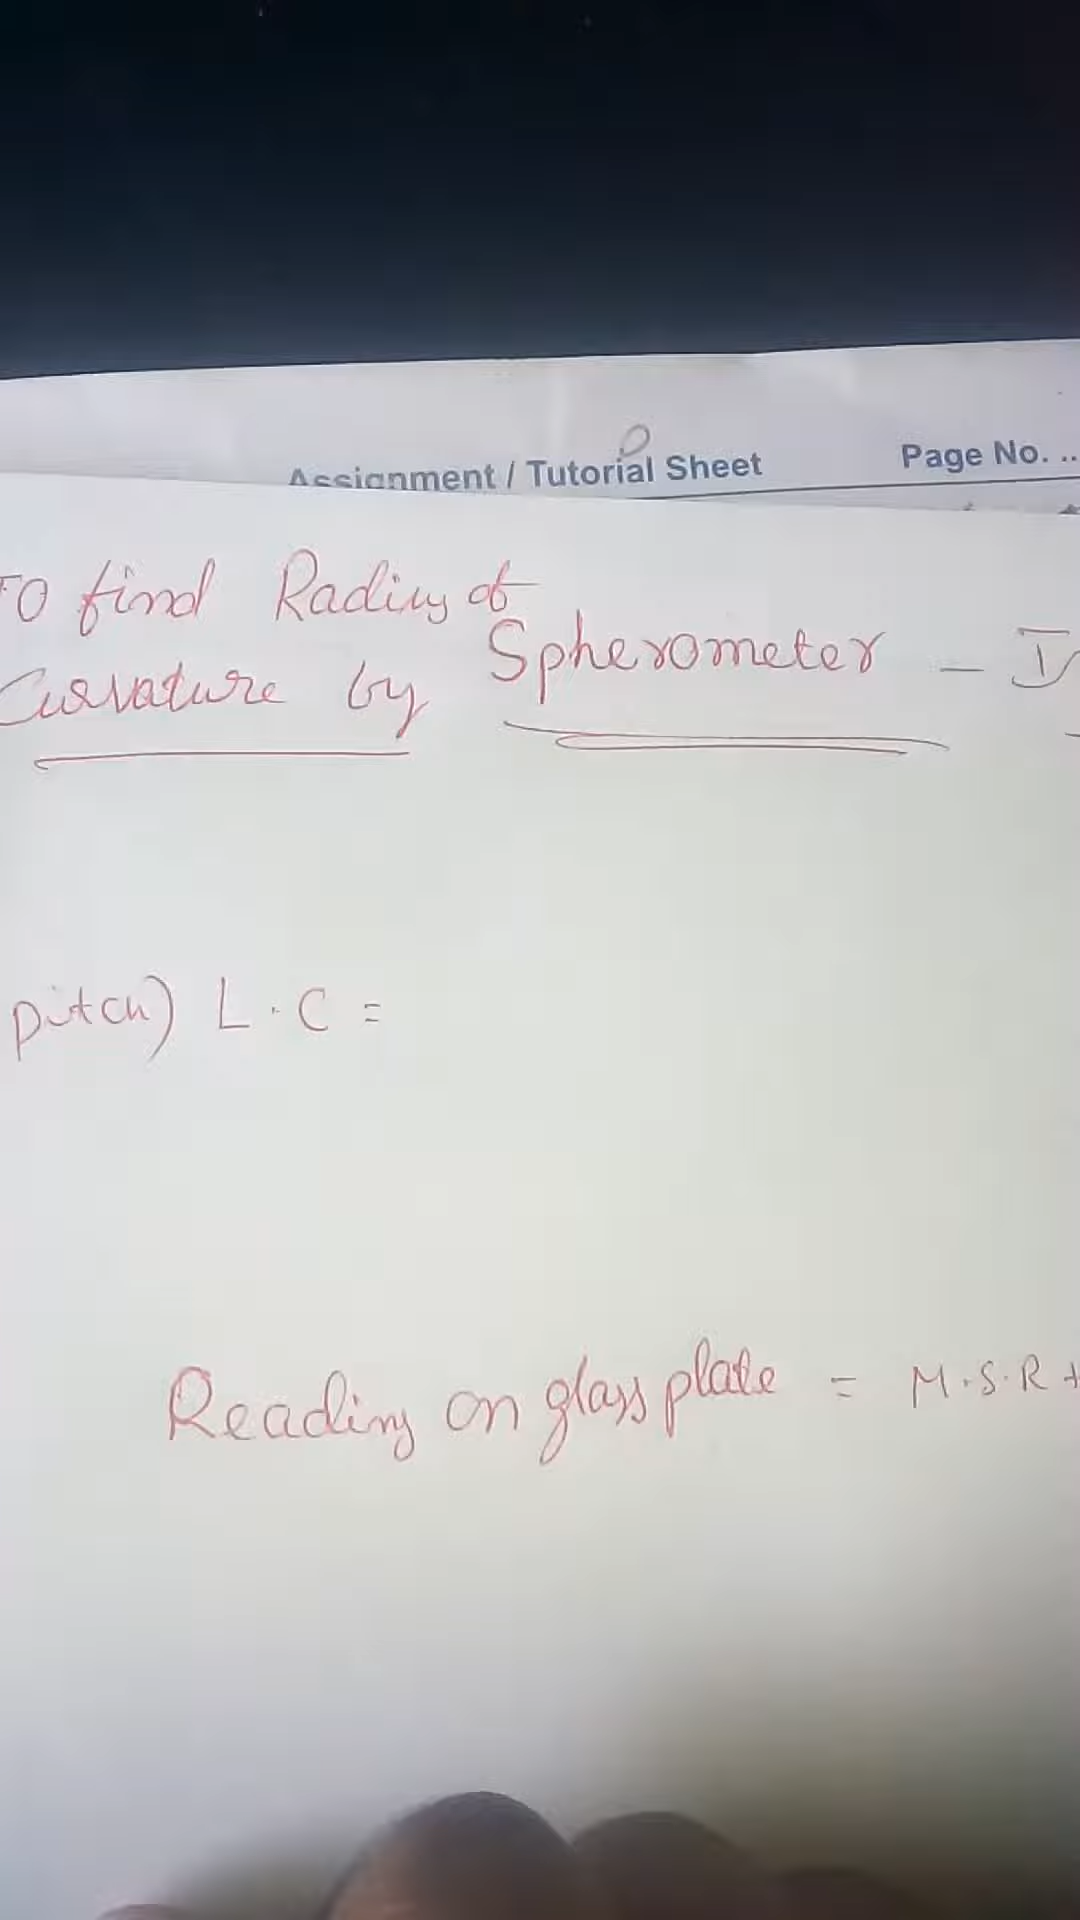 Assignment / Tutorial Sheet Page No. ..
To find Radius of
Curvature by Spherometer -
pitch) L.C =
Reading on glass plate = M.S.R +